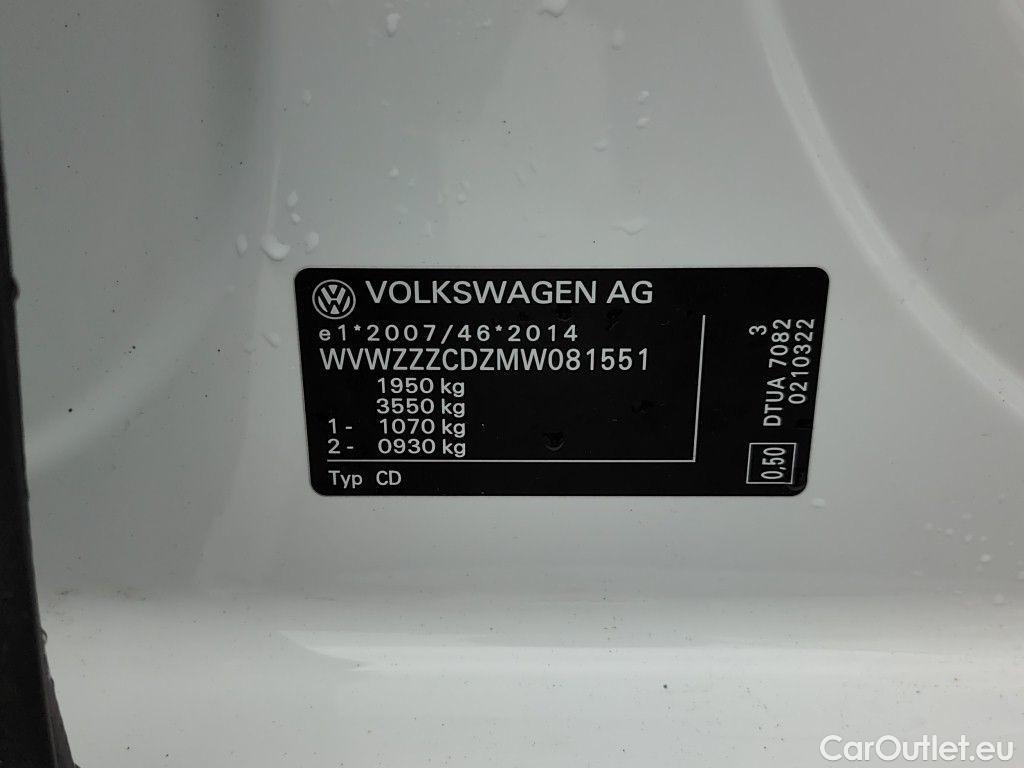 VOLKSWAGEN AG
e1*2007/46*2014
WVWZZZCDZMW081551
1950 kg
3550 kg
1 - 1070 kg
2 - 0930 kg
Typ CD
3
DTUA 7082
0210322
0,50
CarOutlet.eu